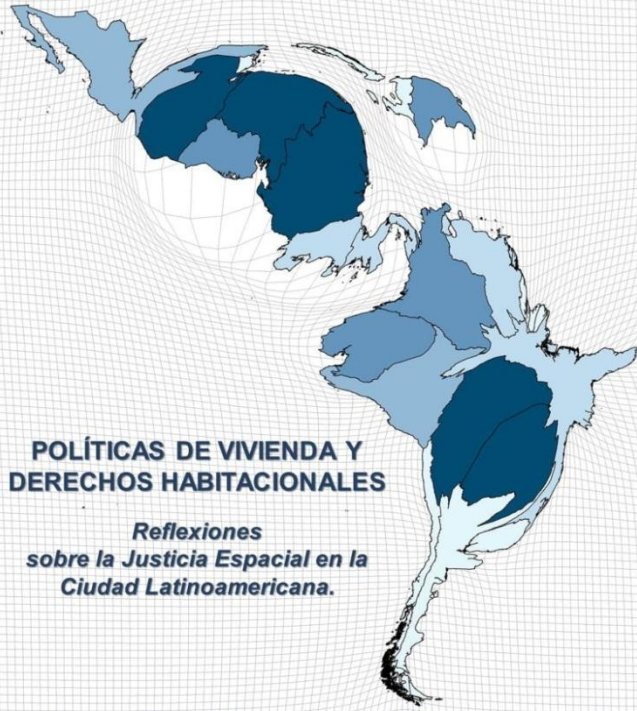 POLÍTICAS DE VIVIENDA Y
DERECHOS HABITACIONALES
Reflexiones
sobre la Justicia Espacial en la
Ciudad Latinoamericana.